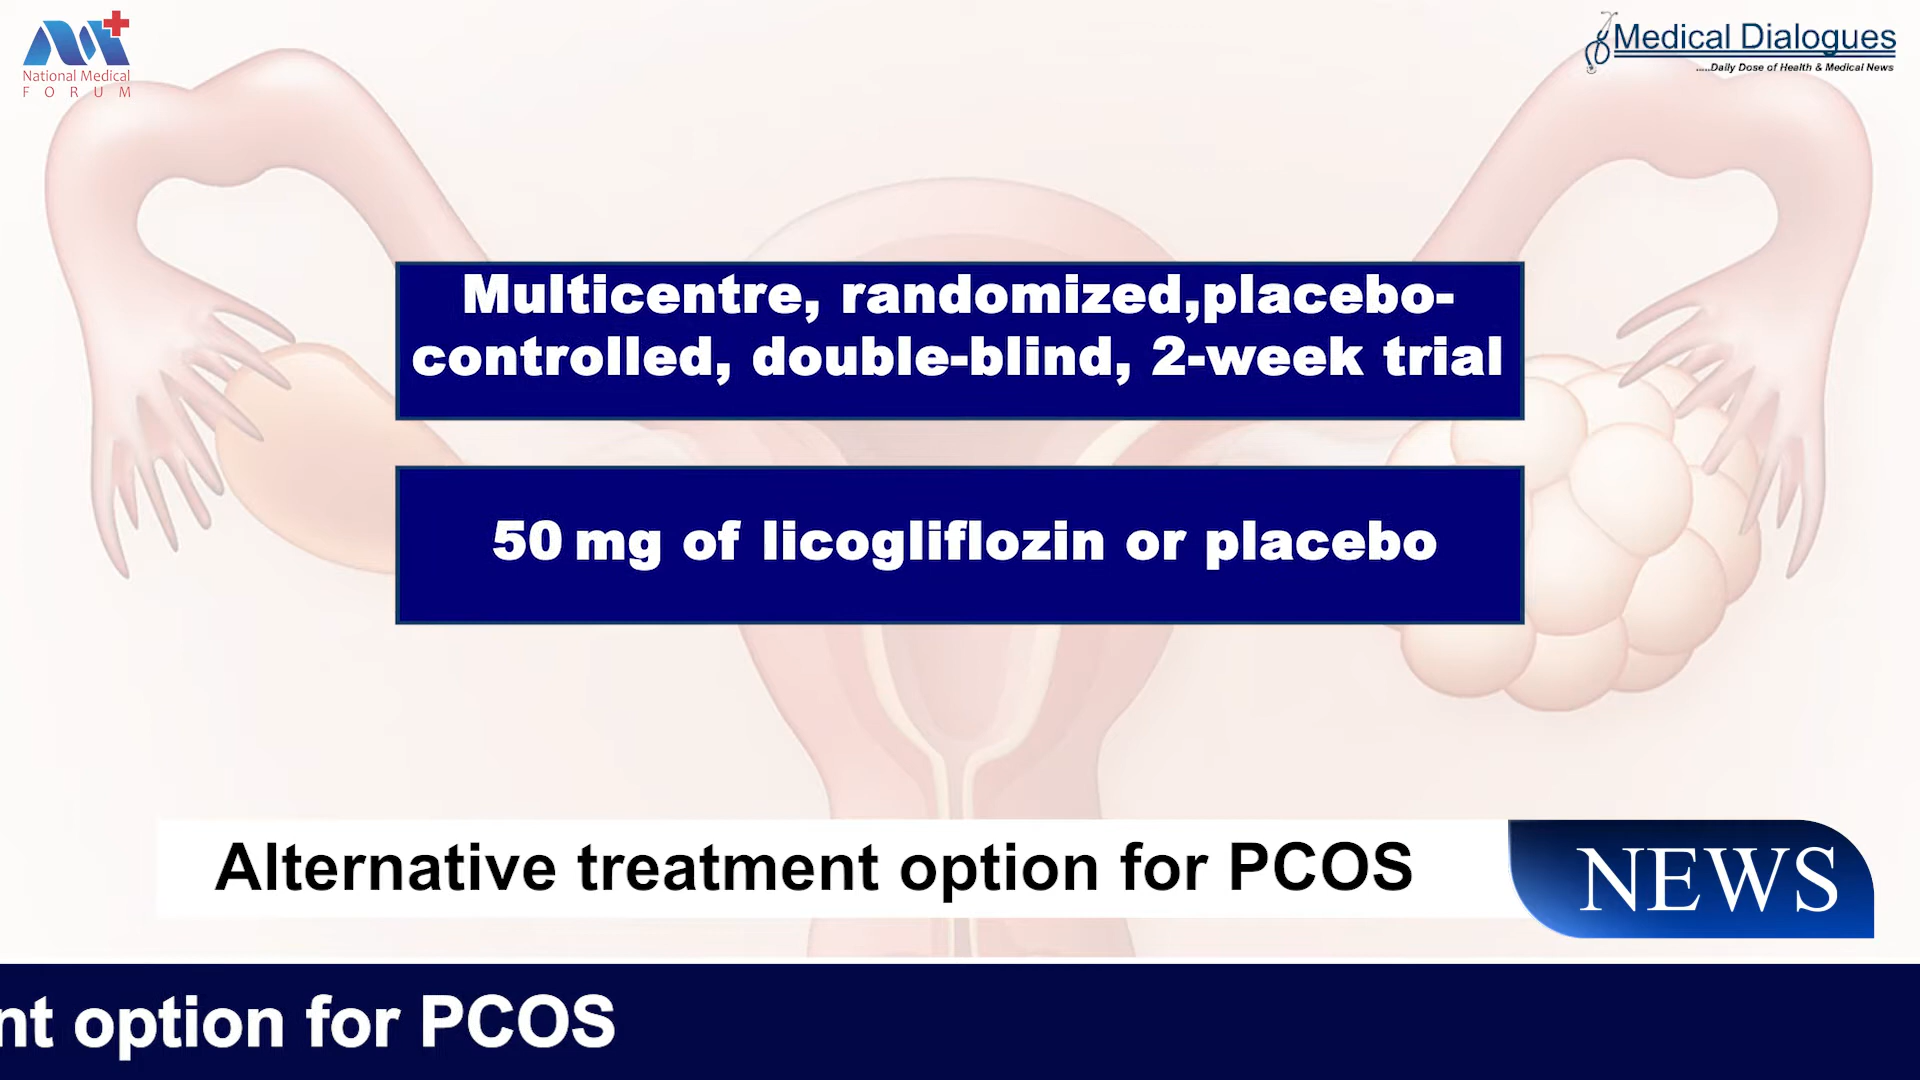 National Medical
FORUM
Medical Dialogues
.....Daily Dose of Health & Medical News
Multicentre, randomized,placebo-
controlled, double-blind, 2-week trial
50 mg of licogliflozin or placebo
Alternative treatment option for PCOS
NEWS
nt option for PCOS